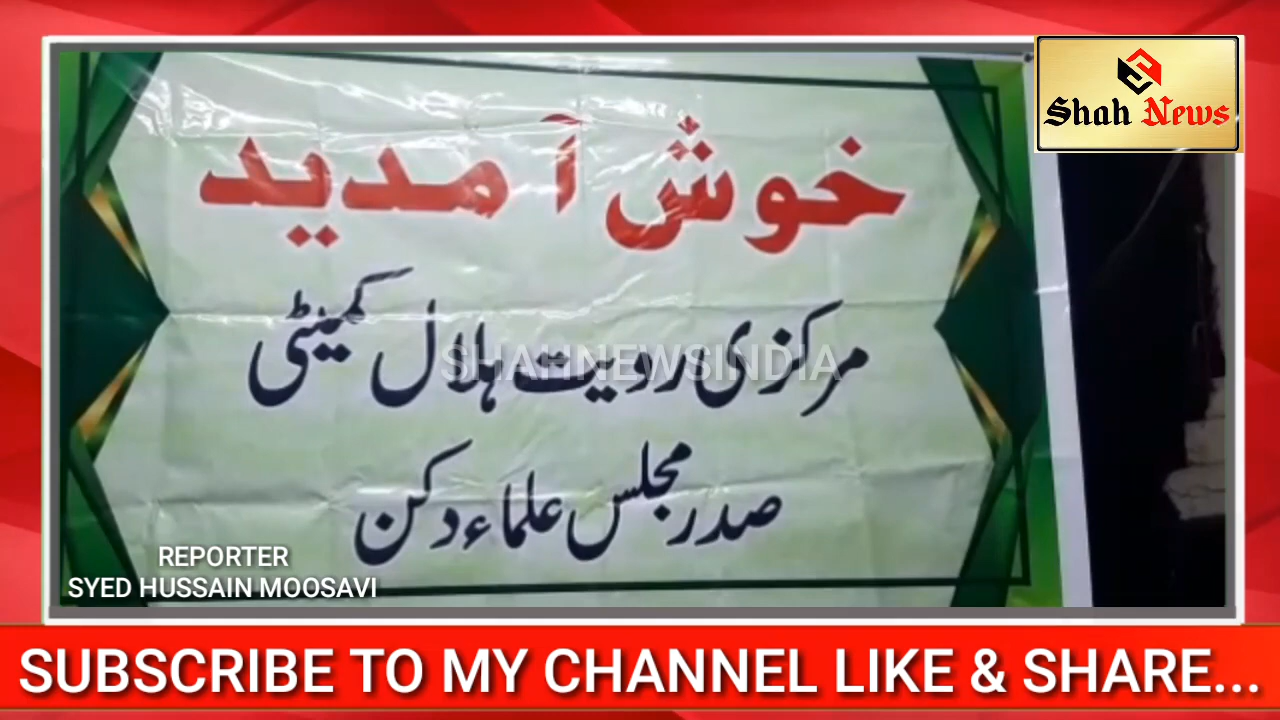 Shah News
خوش آمدید
مرکزی رویت ہلال کمیٹی
SHAHNEWSINDIA
صدر مجلس علماء دکن
REPORTER
SYED HUSSAIN MOOSAVI
SUBSCRIBE TO MY CHANNEL LIKE & SHARE...